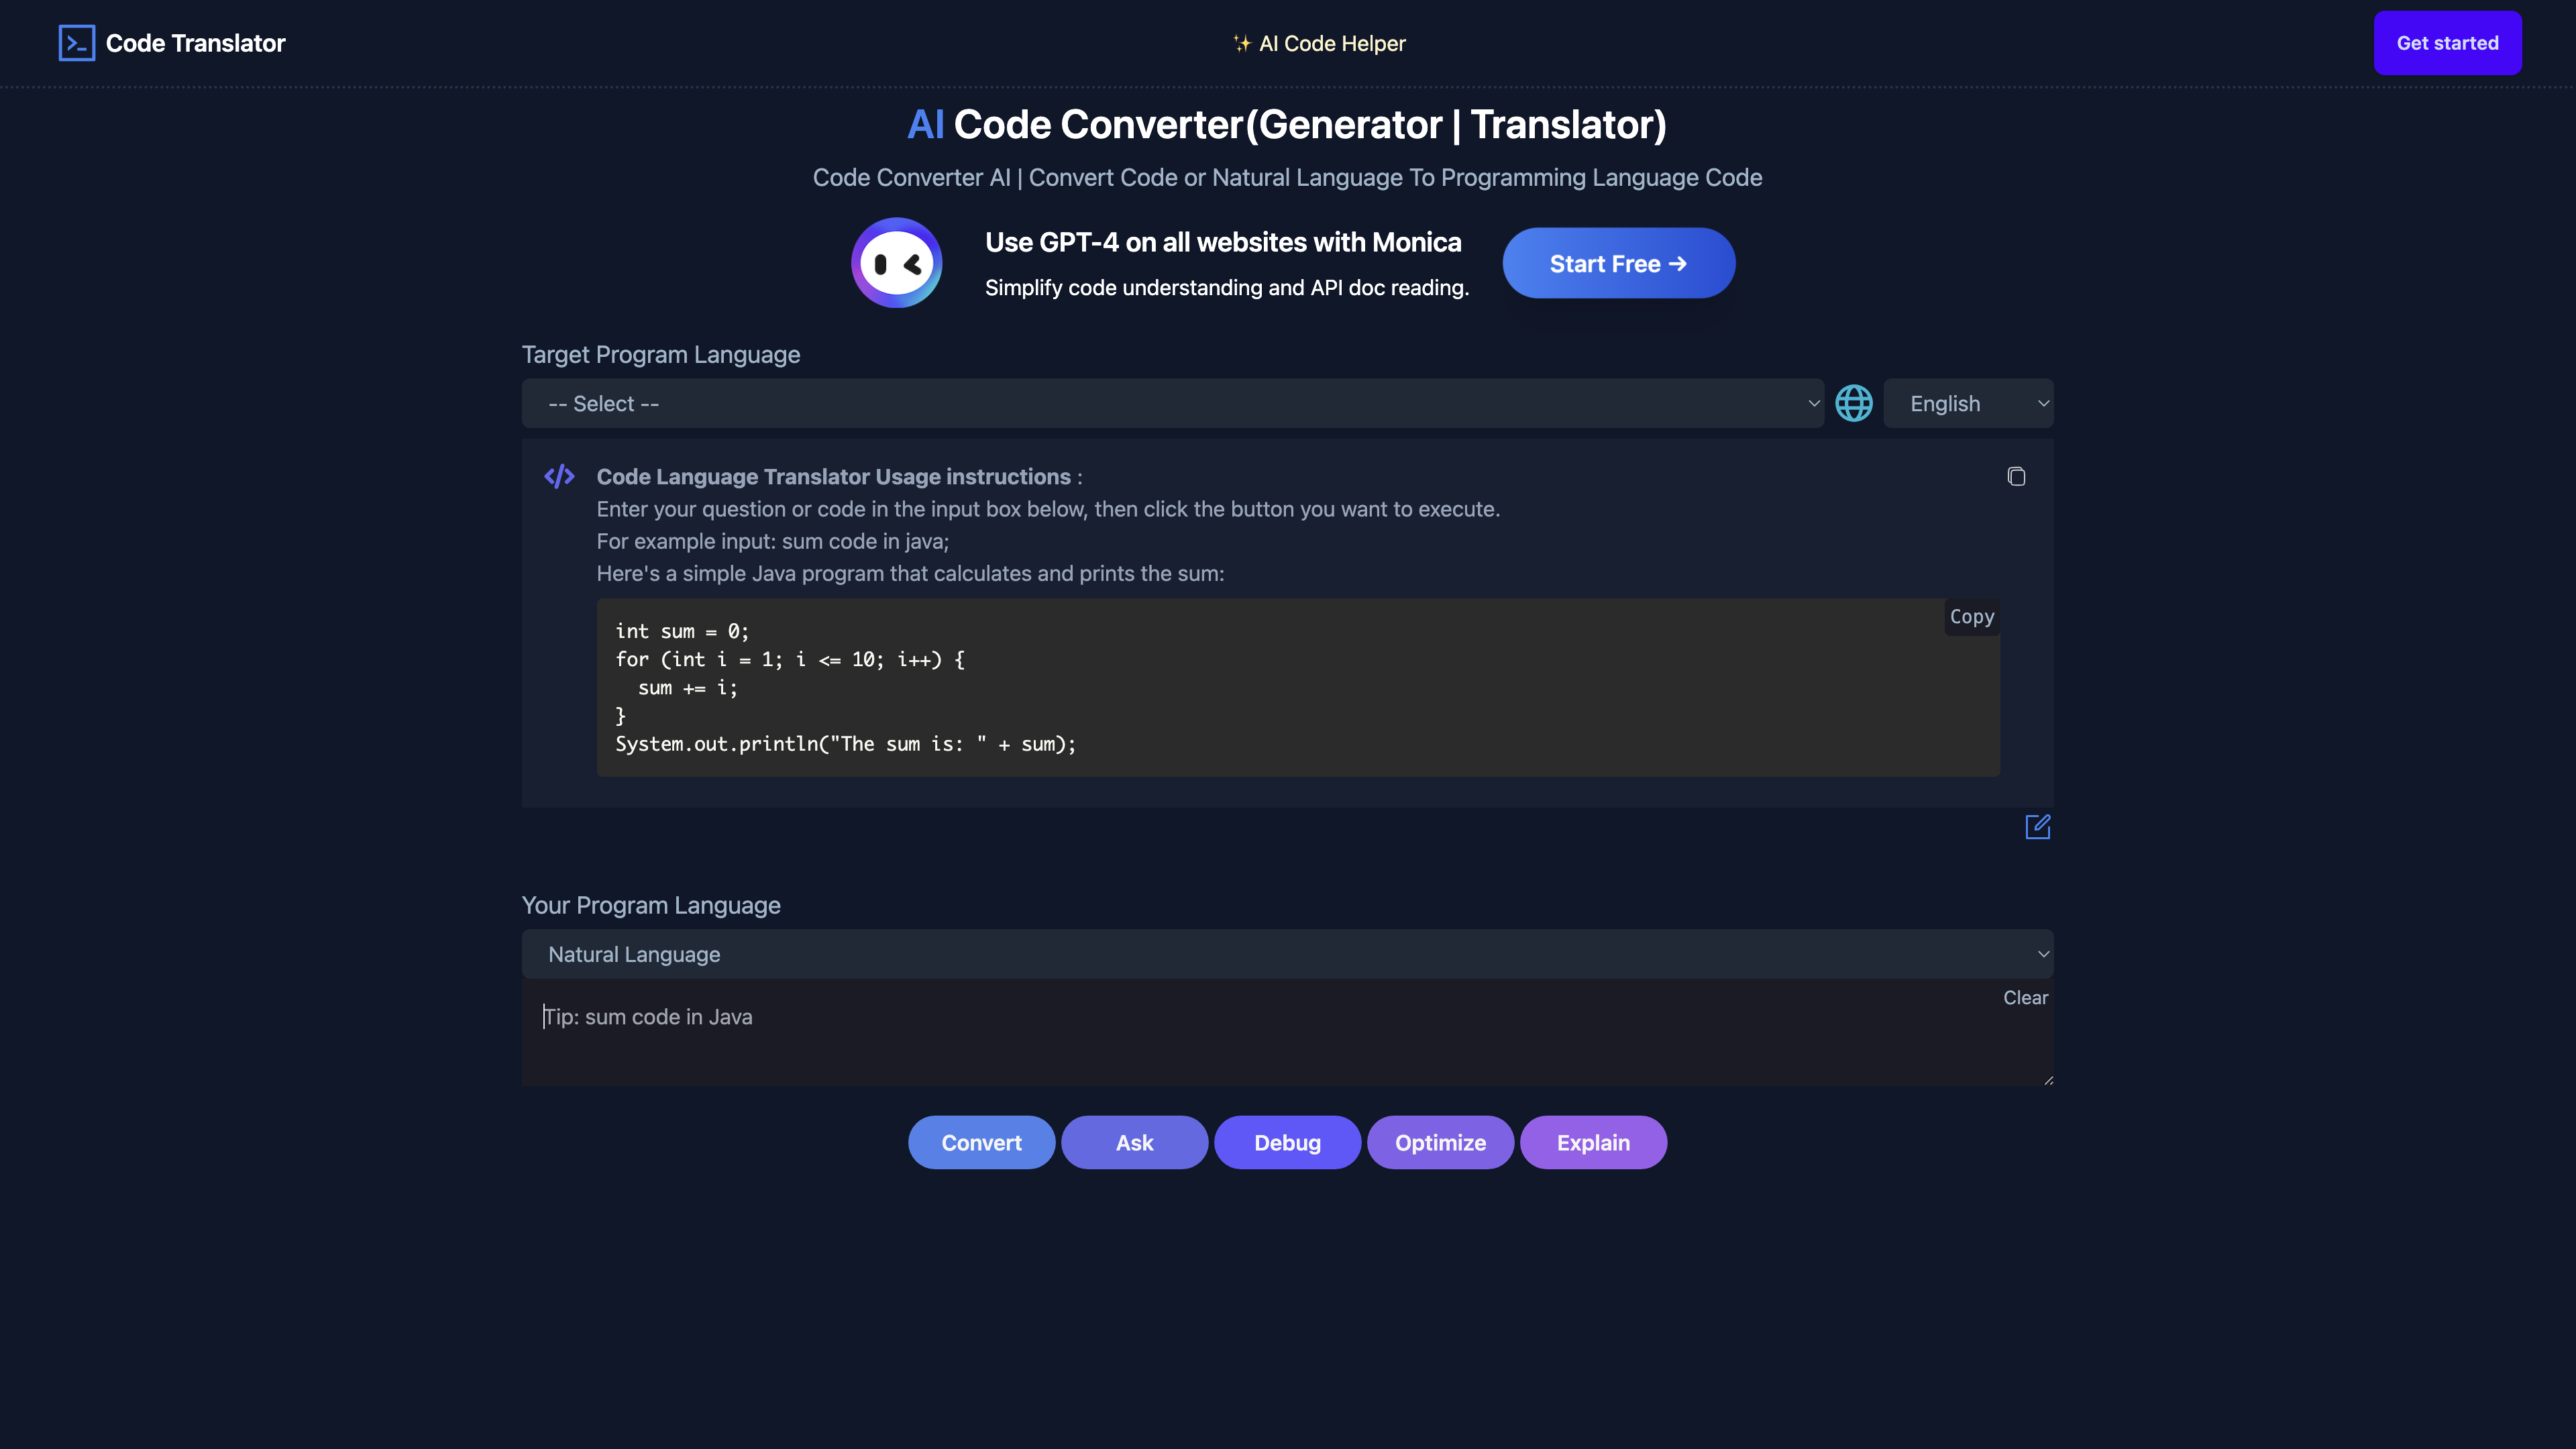 Code Translator
✨ AI Code Helper
Get started
AI Code Converter(Generator | Translator)
Code Converter AI | Convert Code or Natural Language To Programming Language Code
Use GPT-4 on all websites with Monica
Simplify code understanding and API doc reading.
Start Free →
Target Program Language
-- Select --
English
Code Language Translator Usage instructions :
Enter your question or code in the input box below, then click the button you want to execute.
For example input: sum code in java;
Here's a simple Java program that calculates and prints the sum:
Copy
int sum = 0;
for (int i = 1; i <= 10; i++) {
  sum += i;
}
System.out.println("The sum is: " + sum);
Your Program Language
Natural Language
Clear
Tip: sum code in Java
Convert
Ask
Debug
Optimize
Explain